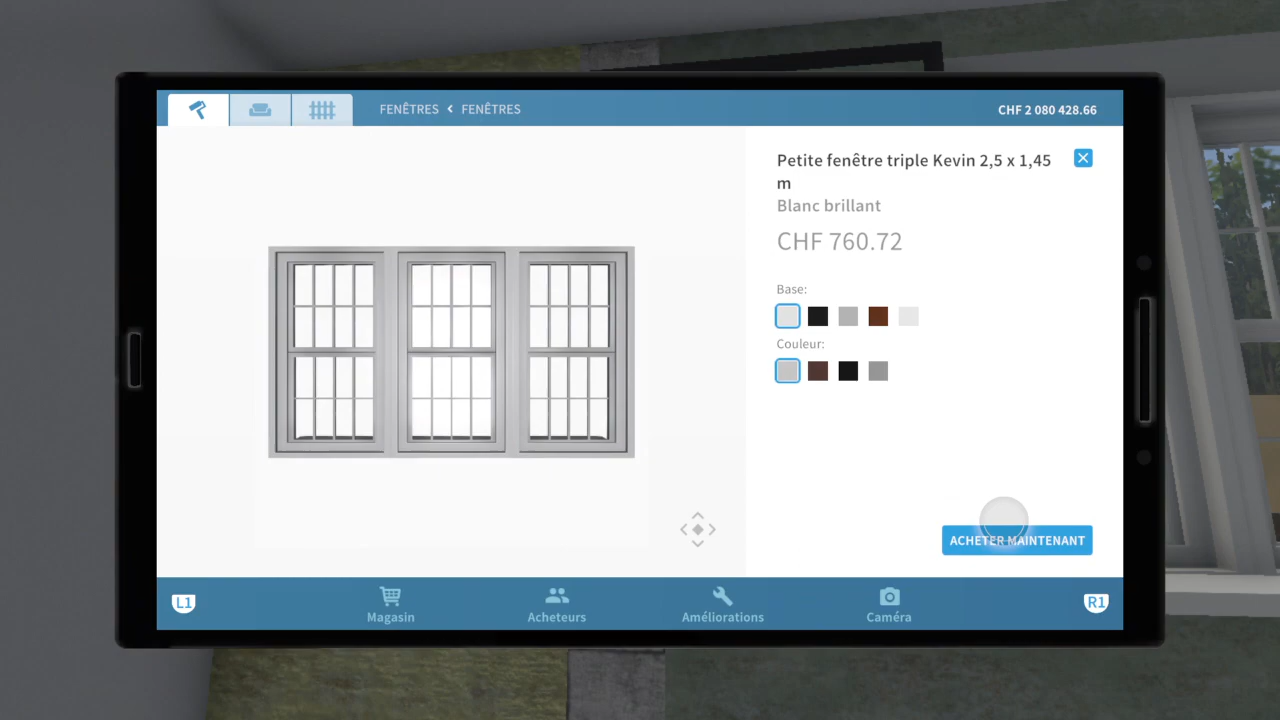 FENÊTRES < FENÊTRES
CHF 2 080 428.66
Petite fenêtre triple Kevin 2,5 x 1,45
m
Blanc brillant
CHF 760.72
Base:
Couleur:
ACHETER MAINTENANT
L1
Magasin
Acheteurs
Améliorations
Caméra
R1